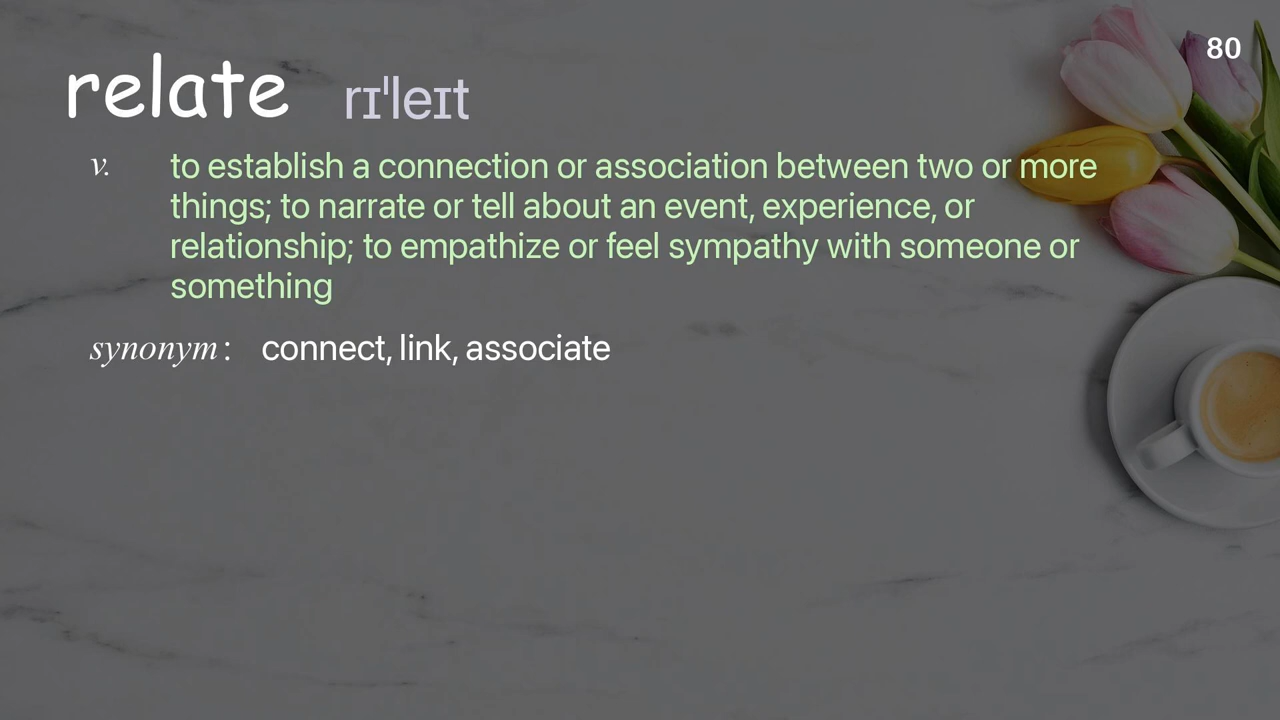 80
relate rɪˈleɪt
v. to establish a connection or association between two or more
things; to narrate or tell about an event, experience, or
relationship; to empathize or feel sympathy with someone or
something
synonym : connect, link, associate